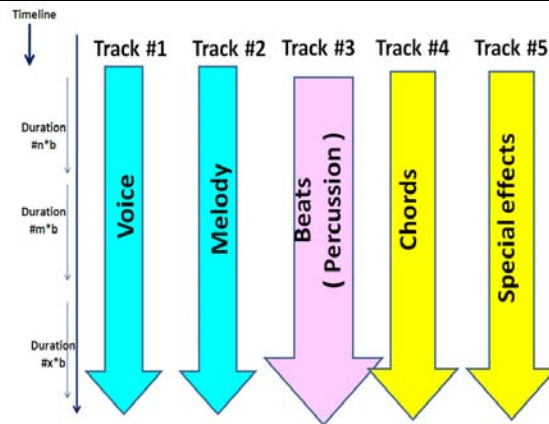 Timeline
Track #1 Track #2 Track #3 Track #4 Track #5
Duration
#n*b
Duration
#m*b
Duration
#x*b
Voice
Melody
Beats
( Percussion )
Chords
Special effects